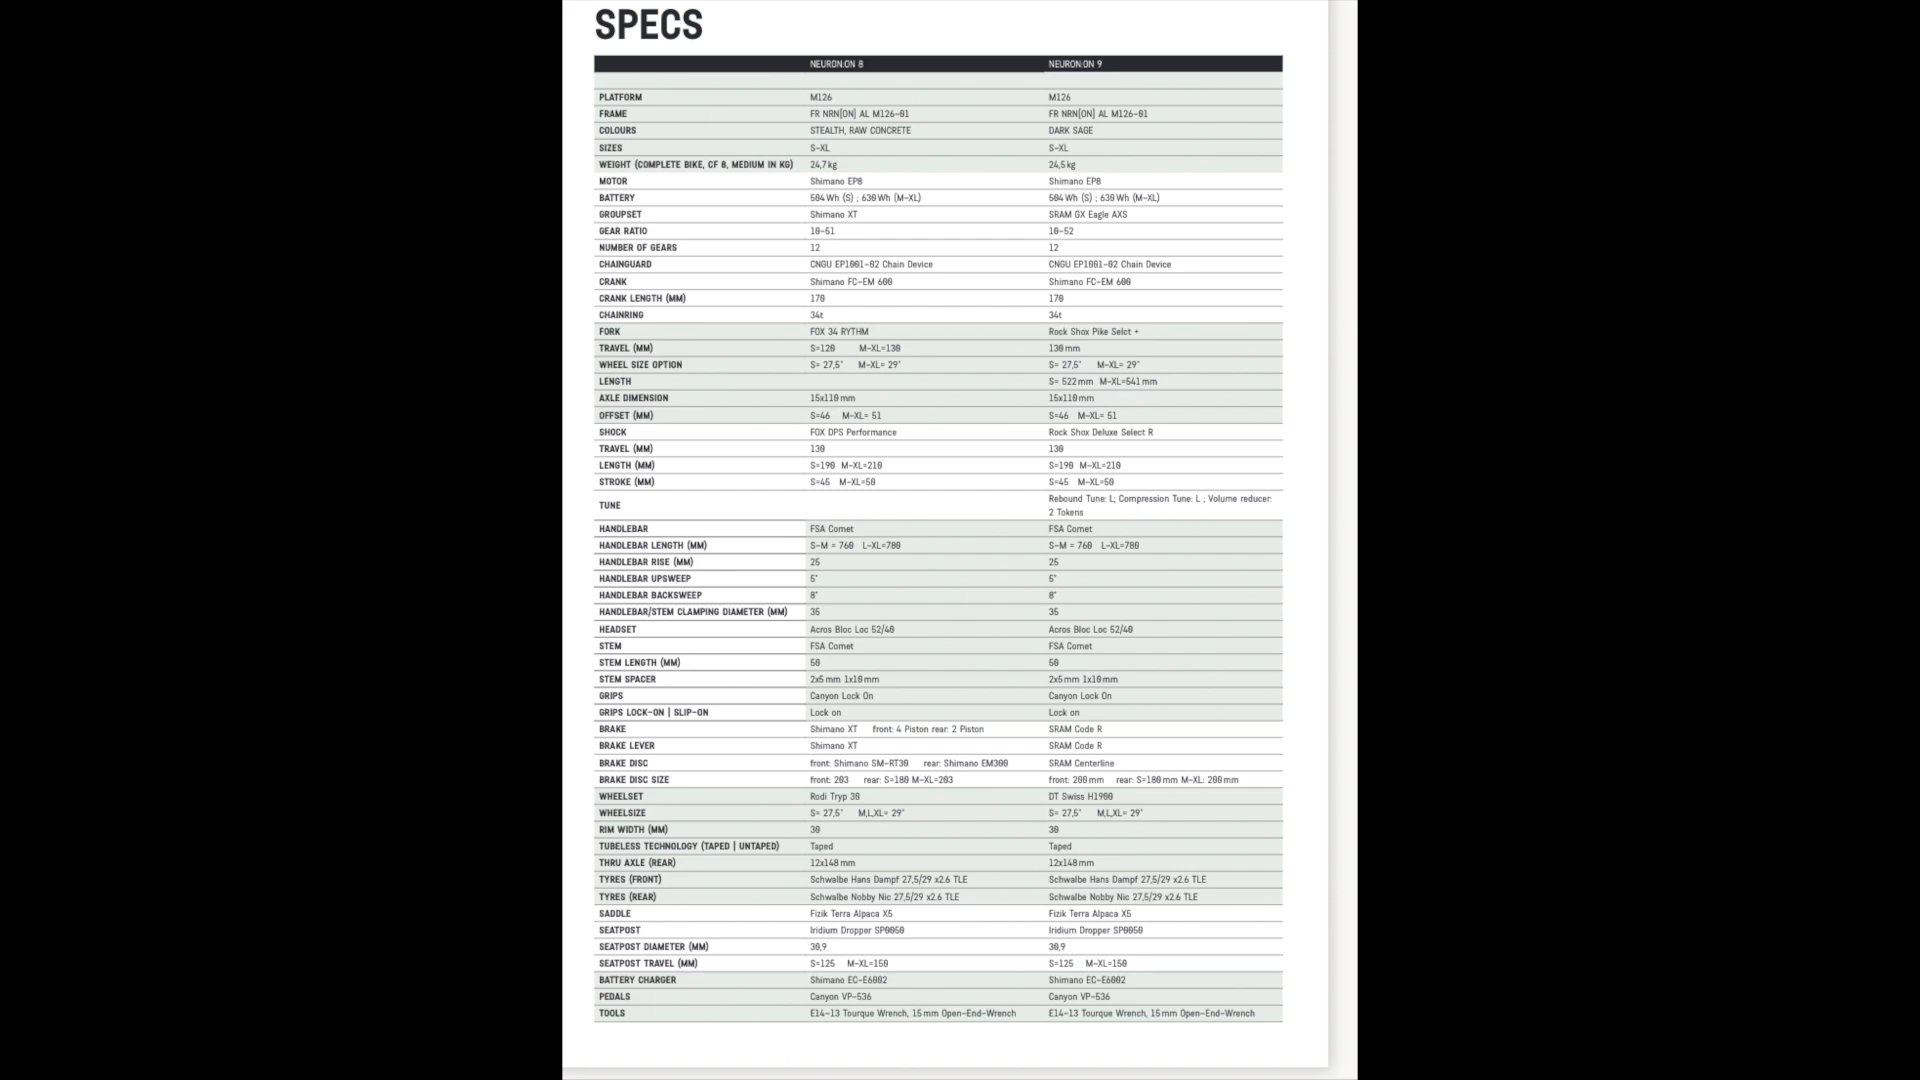 SPECS
NEURON:ON 8 NEURON:ON 9
PLATFORM M126 M126
FRAME FR NRN[ON] AL M126-01 FR NRN[ON] AL M126-01
COLOURS STEALTH, RAW CONCRETE DARK SAGE
SIZES S-XL S-XL
WEIGHT (COMPLETE BIKE, CF 8, MEDIUM IN KG) 24,7 kg 24,5 kg
MOTOR Shimano EP8 Shimano EP8
BATTERY 504 Wh (S) ; 630 Wh (M-XL) 504 Wh (S) ; 630 Wh (M-XL)
GROUPSET Shimano XT SRAM GX Eagle AXS
GEAR RATIO 10-51 10-52
NUMBER OF GEARS 12 12
CHAINGUARD CNGU EP1001-02 Chain Device CNGU EP1001-02 Chain Device
CRANK Shimano FC-EM 600 Shimano FC-EM 600
CRANK LENGTH (MM) 170 170
CHAINRING 34t 34t
FORK FOX 34 RYTHM Rock Shox Pike Selct +
TRAVEL (MM) S=120 M-XL=130 130 mm
WHEEL SIZE OPTION S= 27,5" M-XL= 29" S= 27,5" M-XL= 29"
LENGTH S= 522 mm M-XL=541 mm
AXLE DIMENSION 15x110 mm 15x110 mm
OFFSET (MM) S=46 M-XL= 51 S=46 M-XL= 51
SHOCK FOX DPS Performance Rock Shox Deluxe Select R
TRAVEL (MM) 130 130
LENGTH (MM) S=190 M-XL=210 S=190 M-XL=210
STROKE (MM) S=45 M-XL=50 S=45 M-XL=50
TUNE Rebound Tune: L; Compression Tune: L ; Volume reducer:
2 Tokens
HANDLEBAR FSA Comet FSA Comet
HANDLEBAR LENGTH (MM) S-M = 760 L-XL=780 S-M = 760 L-XL=780
HANDLEBAR RISE (MM) 25 25
HANDLEBAR UPSWEEP 5° 5°
HANDLEBAR BACKSWEEP 8° 8°
HANDLEBAR/STEM CLAMPING DIAMETER (MM) 35 35
HEADSET Acros Bloc Loc 52/40 Acros Bloc Loc 52/40
STEM FSA Comet FSA Comet
STEM LENGTH (MM) 50 50
STEM SPACER 2x5 mm 1x10 mm 2x5 mm 1x10 mm
GRIPS Canyon Lock On Canyon Lock On
GRIPS LOCK-ON | SLIP-ON Lock on Lock on
BRAKE Shimano XT front: 4 Piston rear: 2 Piston SRAM Code R
BRAKE LEVER Shimano XT SRAM Code R
BRAKE DISC front: Shimano SM-RT30 rear: Shimano EM300 SRAM Centerline
BRAKE DISC SIZE front: 203 rear: S=180 M-XL=203 front: 200 mm rear: S=180 mm M-XL: 200 mm
WHEELSET Rodi Tryp 30 DT Swiss H1900
WHEELSIZE S= 27,5" M,L,XL= 29" S= 27,5" M,L,XL= 29"
RIM WIDTH (MM) 30 30
TUBELESS TECHNOLOGY (TAPED | UNTAPED) Taped Taped
THRU AXLE (REAR) 12x148 mm 12x148 mm
TYRES (FRONT) Schwalbe Hans Dampf 27,5/29 x2.6 TLE Schwalbe Hans Dampf 27,5/29 x2.6 TLE
TYRES (REAR) Schwalbe Nobby Nic 27,5/29 x2.6 TLE Schwalbe Nobby Nic 27,5/29 x2.6 TLE
SADDLE Fizik Terra Alpaca X5 Fizik Terra Alpaca X5
SEATPOST Iridium Dropper SP0050 Iridium Dropper SP0050
SEATPOST DIAMETER (MM) 30,9 30,9
SEATPOST TRAVEL (MM) S=125 M-XL=150 S=125 M-XL=150
BATTERY CHARGER Shimano EC-E6002 Shimano EC-E6002
PEDALS Canyon VP-536 Canyon VP-536
TOOLS E14-13 Tourque Wrench, 15 mm Open-End-Wrench E14-13 Tourque Wrench, 15 mm Open-End-Wrench